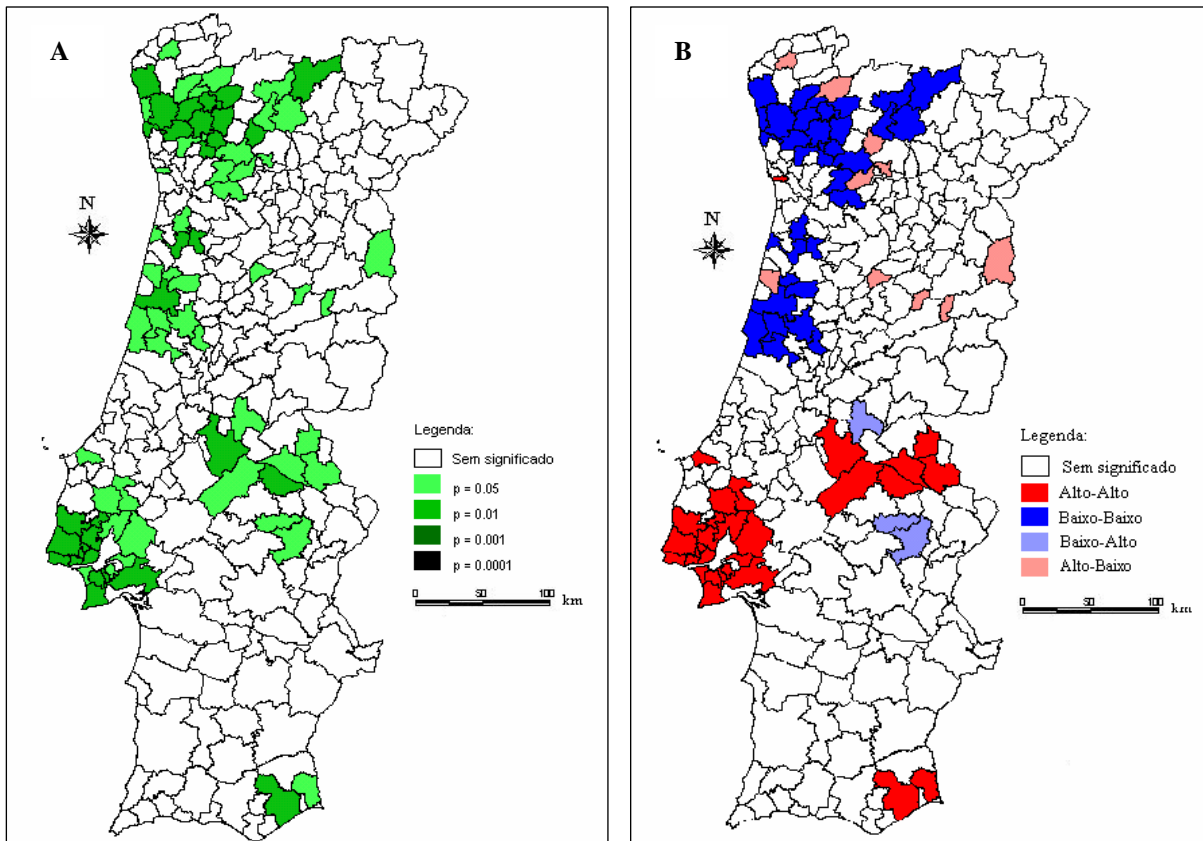 A
N
Legenda:
Sem significado
p = 0.05
p = 0.01
p = 0.001
p = 0.0001
0 50 100
km
B
N
Legenda:
Sem significado
Alto-Alto
Baixo-Baixo
Baixo-Alto
Alto-Baixo
0 50 100
km